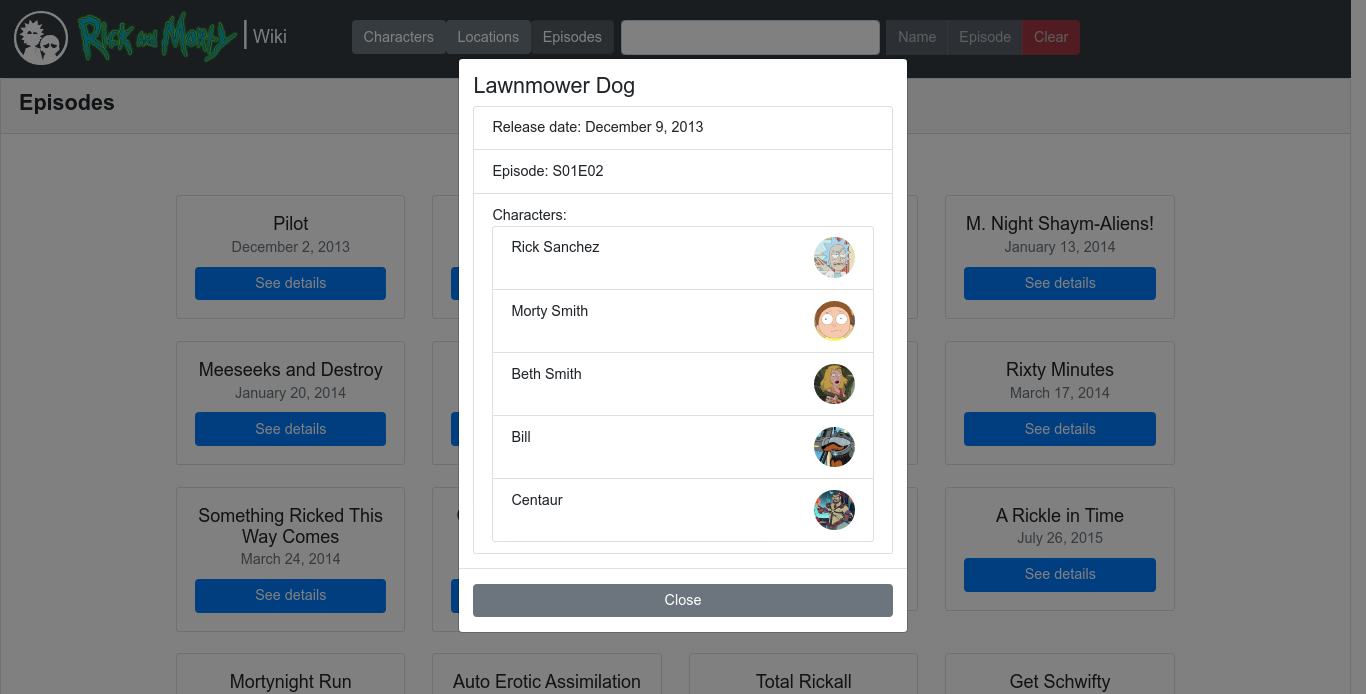 Rick and Morty
Wiki
Characters
Locations
Episodes
Name
Episode
Clear
Episodes
Lawnmower Dog
Release date: December 9, 2013
Episode: S01E02
Characters:
Rick Sanchez
Morty Smith
Beth Smith
Bill
Centaur
Close
Pilot
December 2, 2013
See details
M. Night Shaym-Aliens!
January 13, 2014
See details
Meeseeks and Destroy
January 20, 2014
See details
Rixty Minutes
March 17, 2014
See details
Something Ricked This
Way Comes
March 24, 2014
See details
A Rickle in Time
July 26, 2015
See details
Mortynight Run
Auto Erotic Assimilation
Total Rickall
Get Schwifty